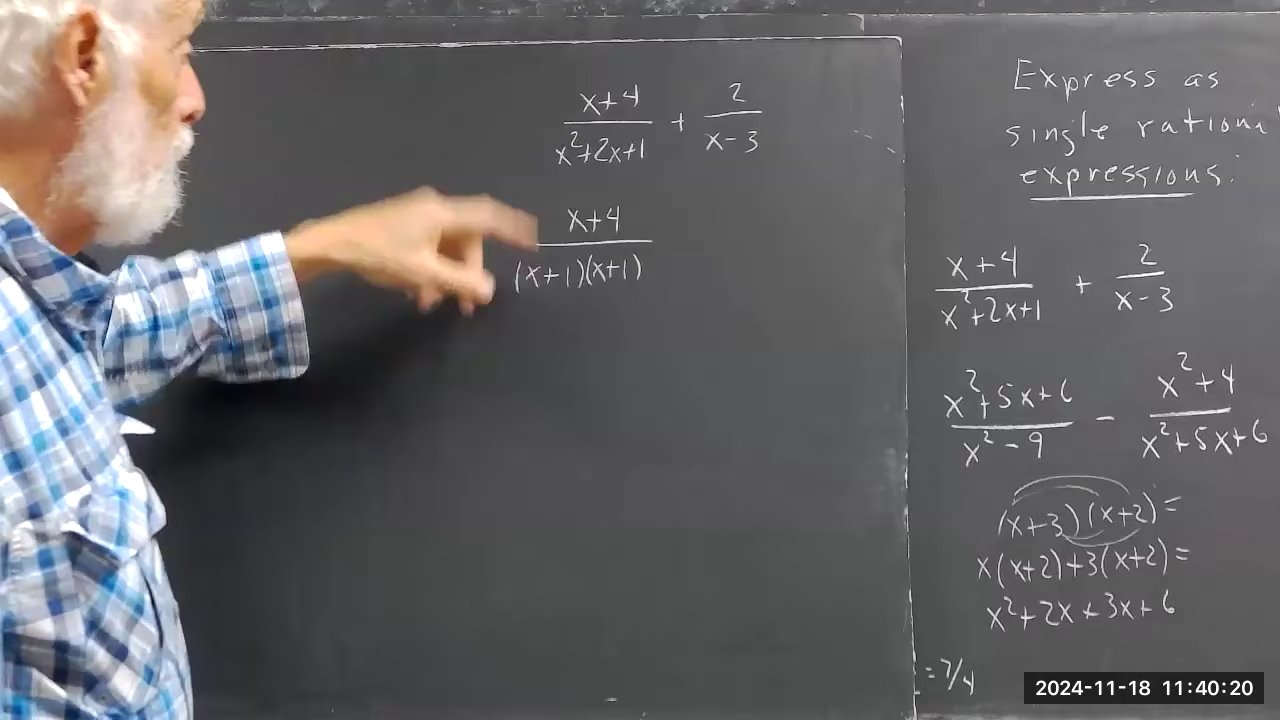 x+4 / x²+2x+1 + 2 / x-3
x+4 / (x+1)(x+1)
Express as
single rationa
expressions:
x+4 / x²+2x+1 + 2 / x-3
x²+5x+6 / x²-9 - x²+4 / x²+5x+6
(x+3)(x+2)=
x(x+2)+3(x+2)=
x²+2x+3x+6
=7/4
2024-11-18 11:40:20